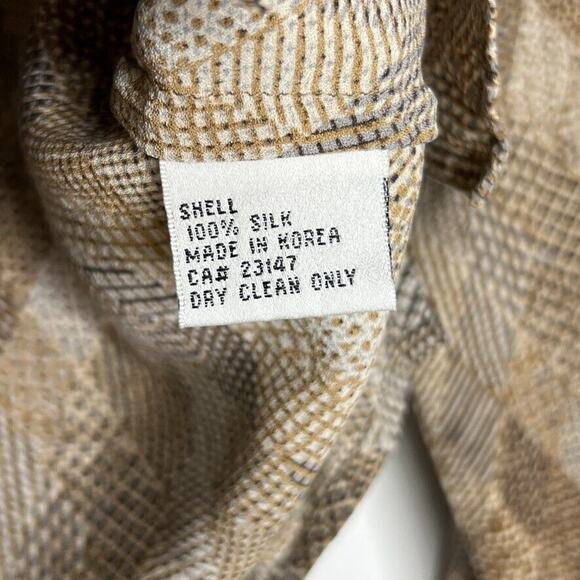 SHELL
100% SILK
MADE IN KOREA
CA# 23147
DRY CLEAN ONLY